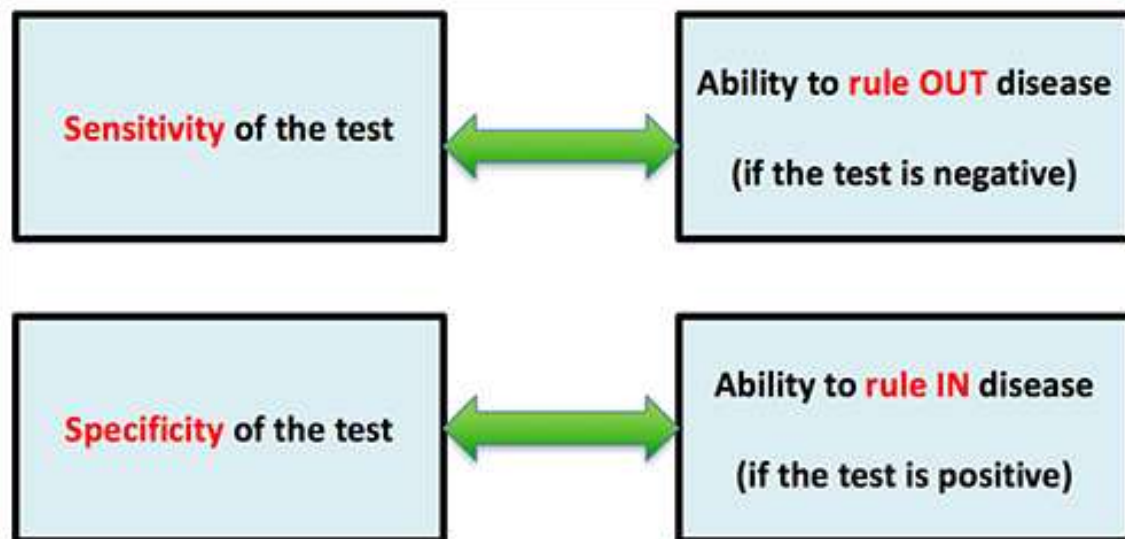 Sensitivity of the test
Ability to rule OUT disease
(if the test is negative)
Specificity of the test
Ability to rule IN disease
(if the test is positive)